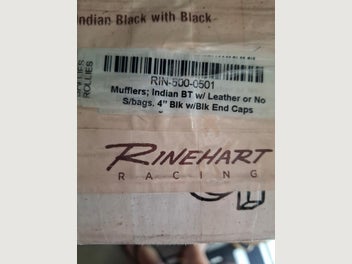 Indian Black with Black
ROLLIES
RIN-500-0501
Mufflers; Indian BT w/ Leather or No
S/bags. 4" Blk w/Blk End Caps
RINEHART
RACING